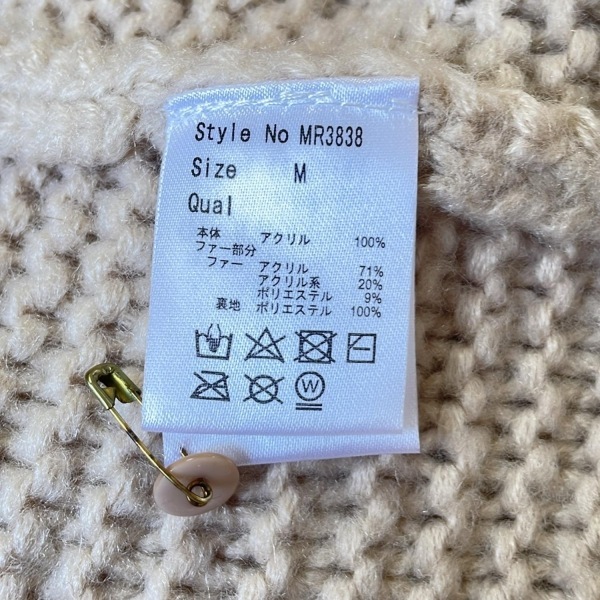 Style No MR3838
Size M
Qual
本体 アクリル 100%
ファー部分
ファー アクリル 71%
アクリル系 20%
ポリエステル 9%
裏地 ポリエステル 100%
W